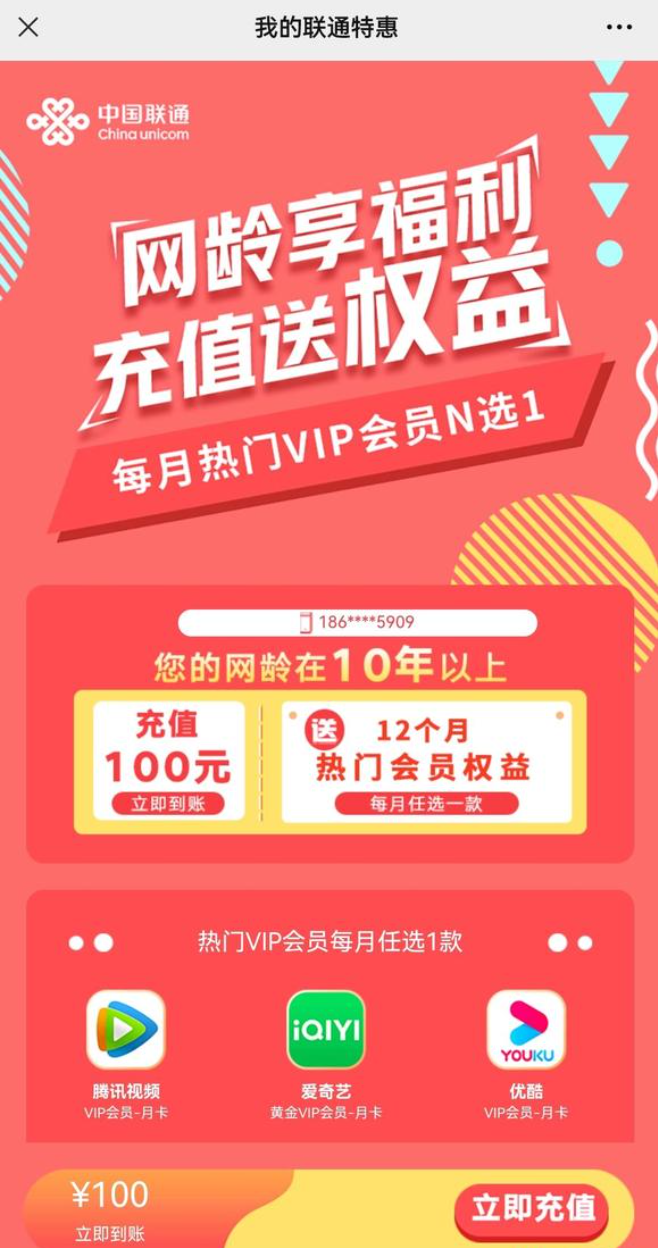 我的联通特惠
中国联通
China unicom
网龄享福利
充值送权益
每月热门VIP会员N选1
186****5909
您的网龄在10年以上
充值
100元
立即到账
送 12个月
热门会员权益
每月任选一款
热门VIP会员每月任选1款
iQIYI
YOUKU
腾讯视频
爱奇艺
优酷
VIP会员-月卡
黄金VIP会员-月卡
VIP会员-月卡
¥100
立即到账
立即充值